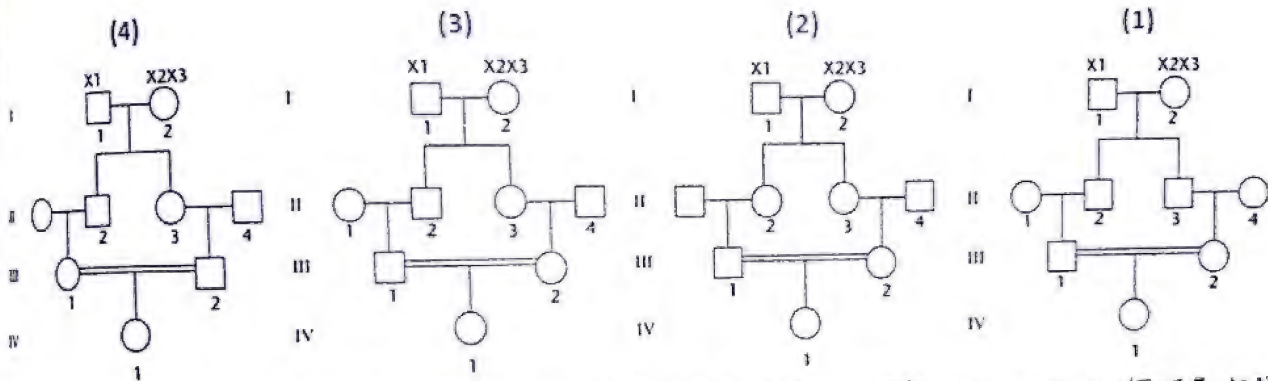 (4) (3) (2) (1)
X1 X2X3 X1 X2X3 X1 X2X3 X1 X2X3
I I I I
1 2 1 2 1 2 1 2
II II II II
2 3 4 1 2 3 4 2 3 4 1 2 3 4
III III III III
1 2 1 2 1 2 1 2
IV IV IV IV
1 1 1 1